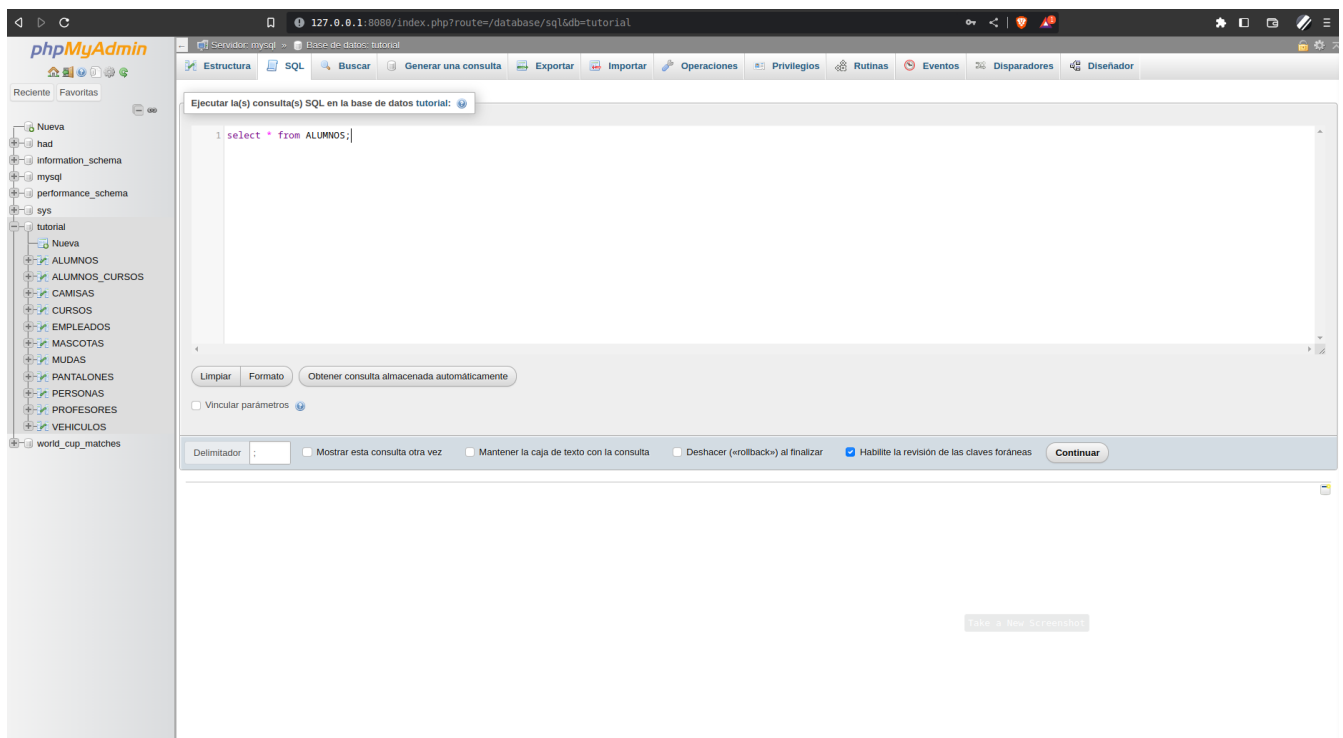 127.0.0.1:8080/index.php?route=/database/sql&db=tutorial
phpMyAdmin
Reciente Favoritas
Nueva
had
information_schema
mysql
performance_schema
sys
tutorial
Nueva
ALUMNOS
ALUMNOS_CURSOS
CAMISAS
CURSOS
EMPLEADOS
MASCOTAS
MUDAS
PANTALONES
PERSONAS
PROFESORES
VEHICULOS
world_cup_matches
Servidor: mysql » Base de datos: tutorial
Estructura SQL Buscar Generar una consulta Exportar Importar Operaciones Privilegios Rutinas Eventos Disparadores Diseñador
Ejecutar la(s) consulta(s) SQL en la base de datos tutorial:
1 select * from ALUMNOS;
Limpiar Formato Obtener consulta almacenada automáticamente
Vincular parámetros
Delimitador ; Mostrar esta consulta otra vez Mantener la caja de texto con la consulta Deshacer («rollback») al finalizar Habilite la revisión de las claves foráneas Continuar
Take a New Screenshot